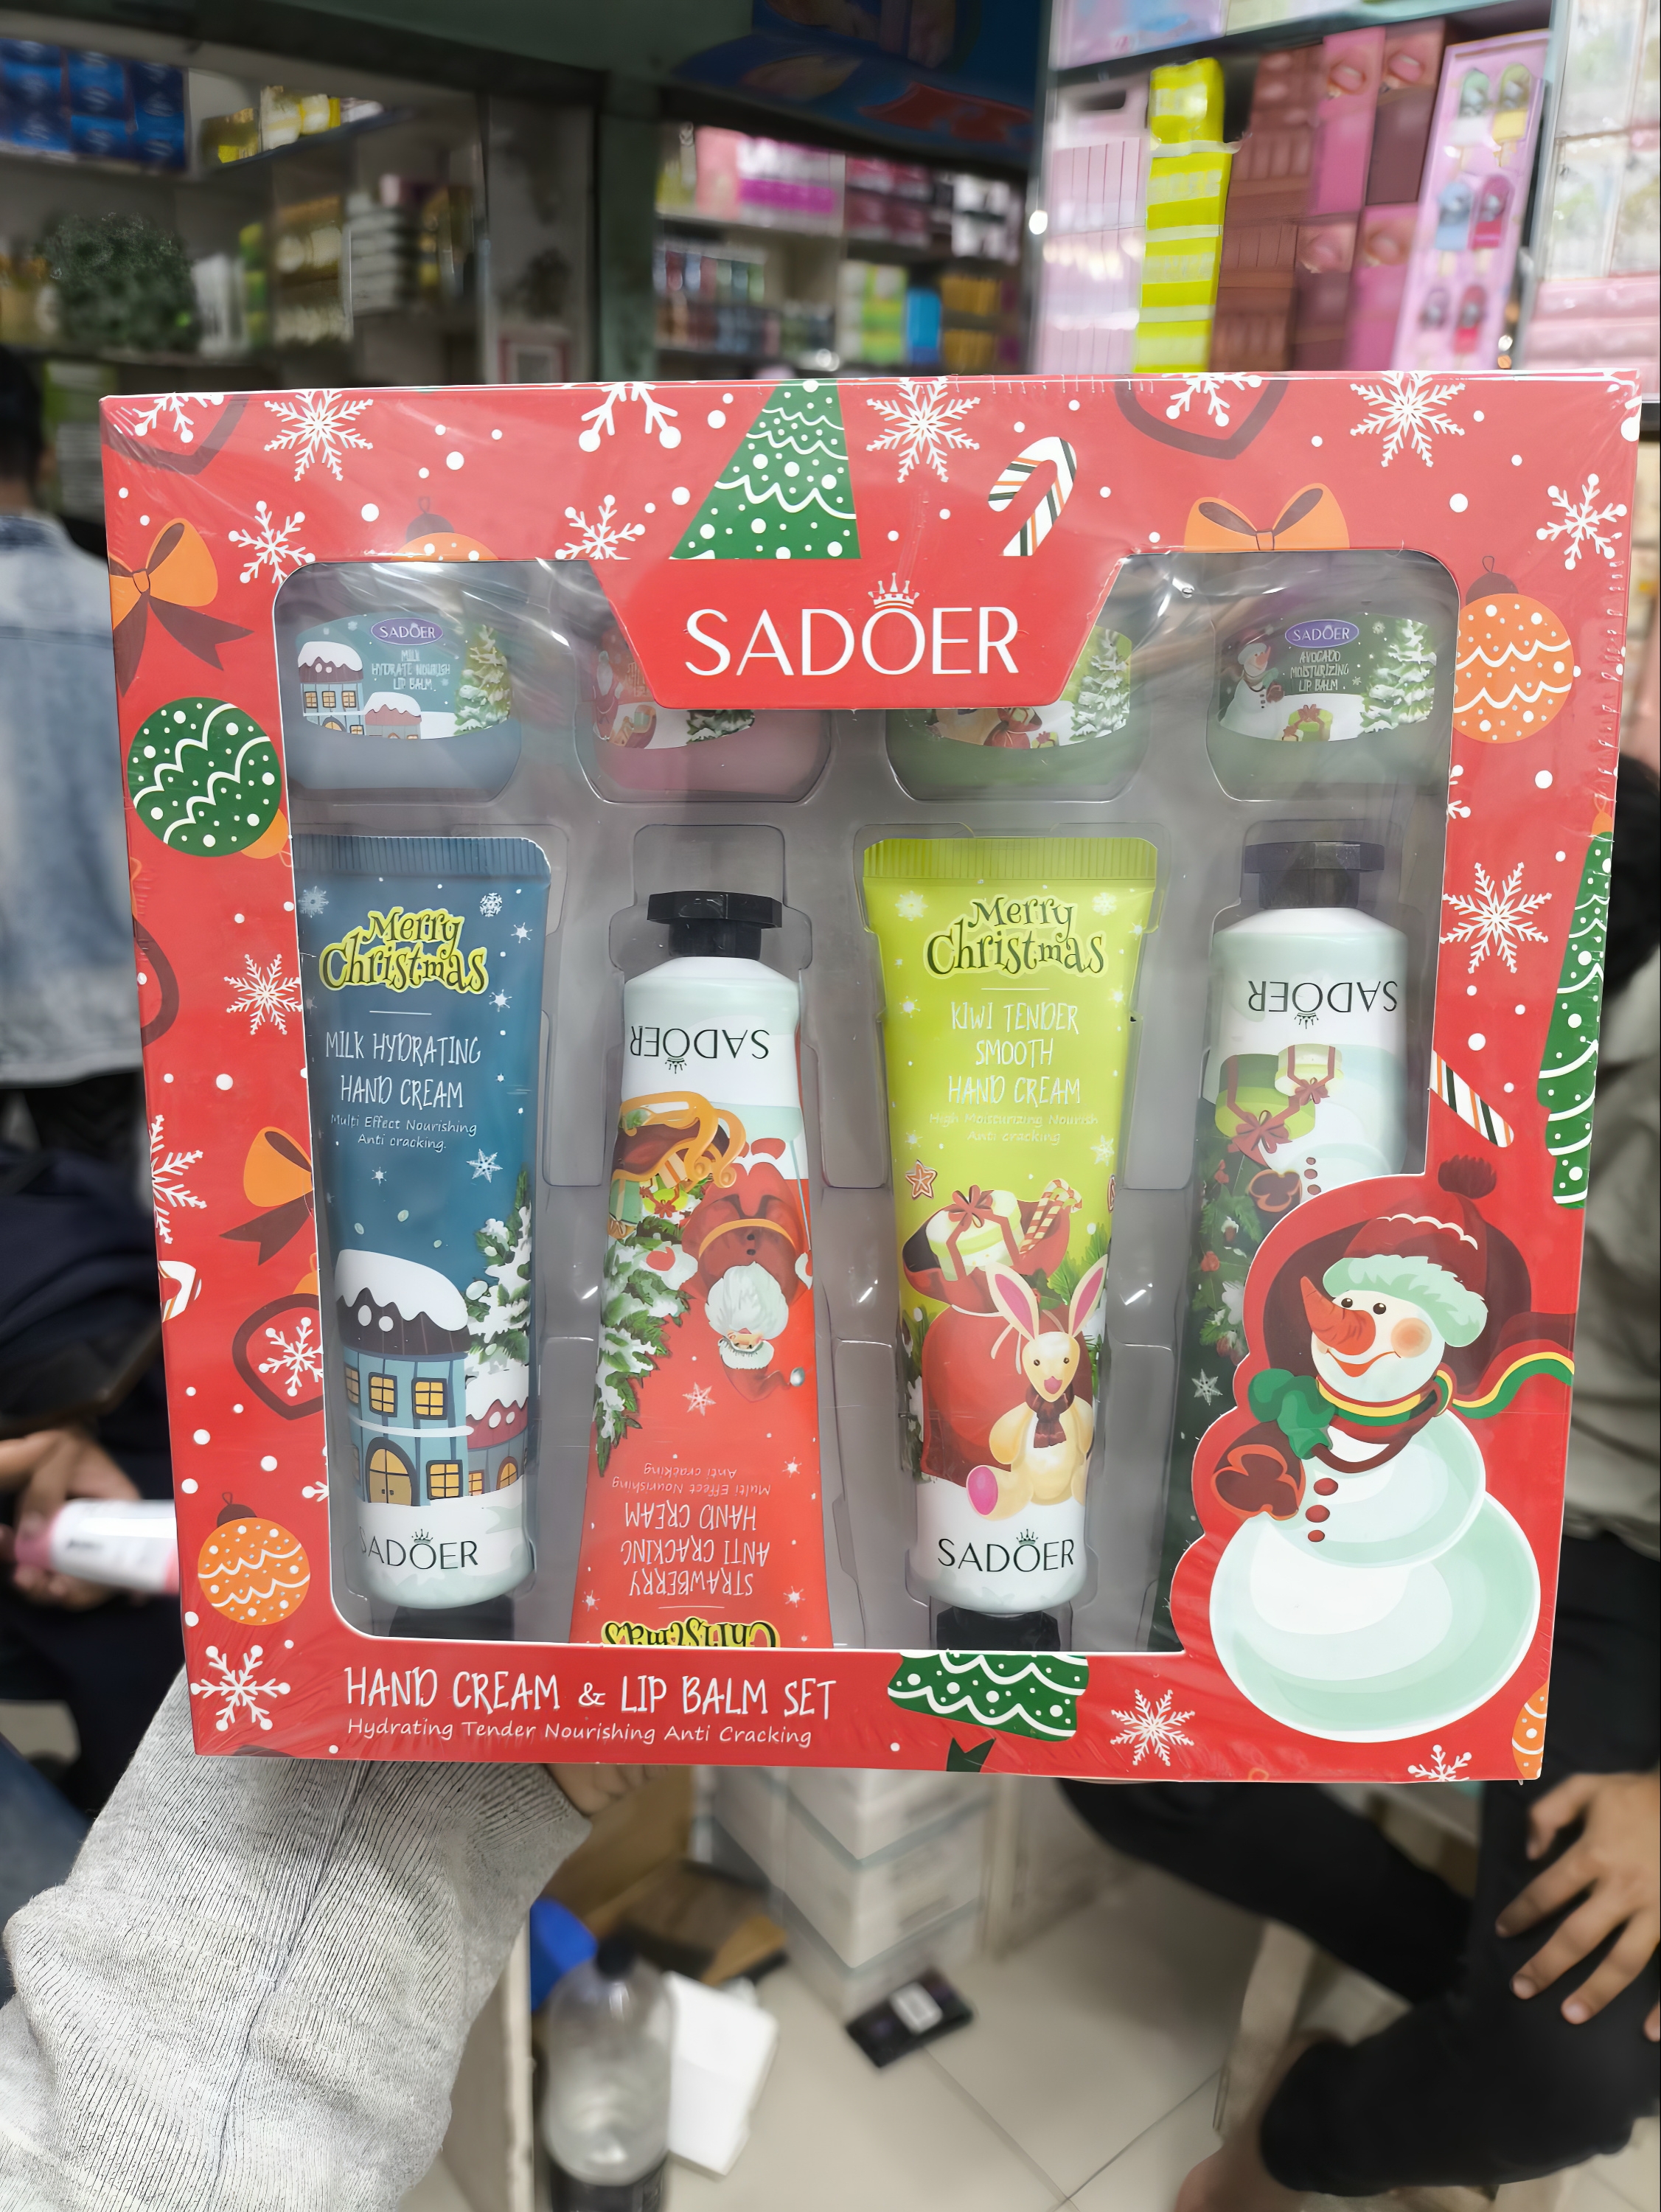 SADOER
SADOER
MILK
HYDRATE NOURISH
LIP BALM
SADOER
AVOCADO
MOISTURIZING
LIP BALM
Merry
Christmas
MILK HYDRATING
HAND CREAM
Multi Effect Nourishing
Anti cracking.
SADOER
SADOER
Christmas
STRAWBERRY
ANTI CRACKING
HAND CREAM
Multi Effect Nourishing
Anti cracking
Merry
Christmas
KIWI TENDER
SMOOTH
HAND CREAM
High Moisturizing Nourish
Anti cracking
SADOER
SADOER
HAND CREAM & LIP BALM SET
Hydrating Tender Nourishing Anti Cracking